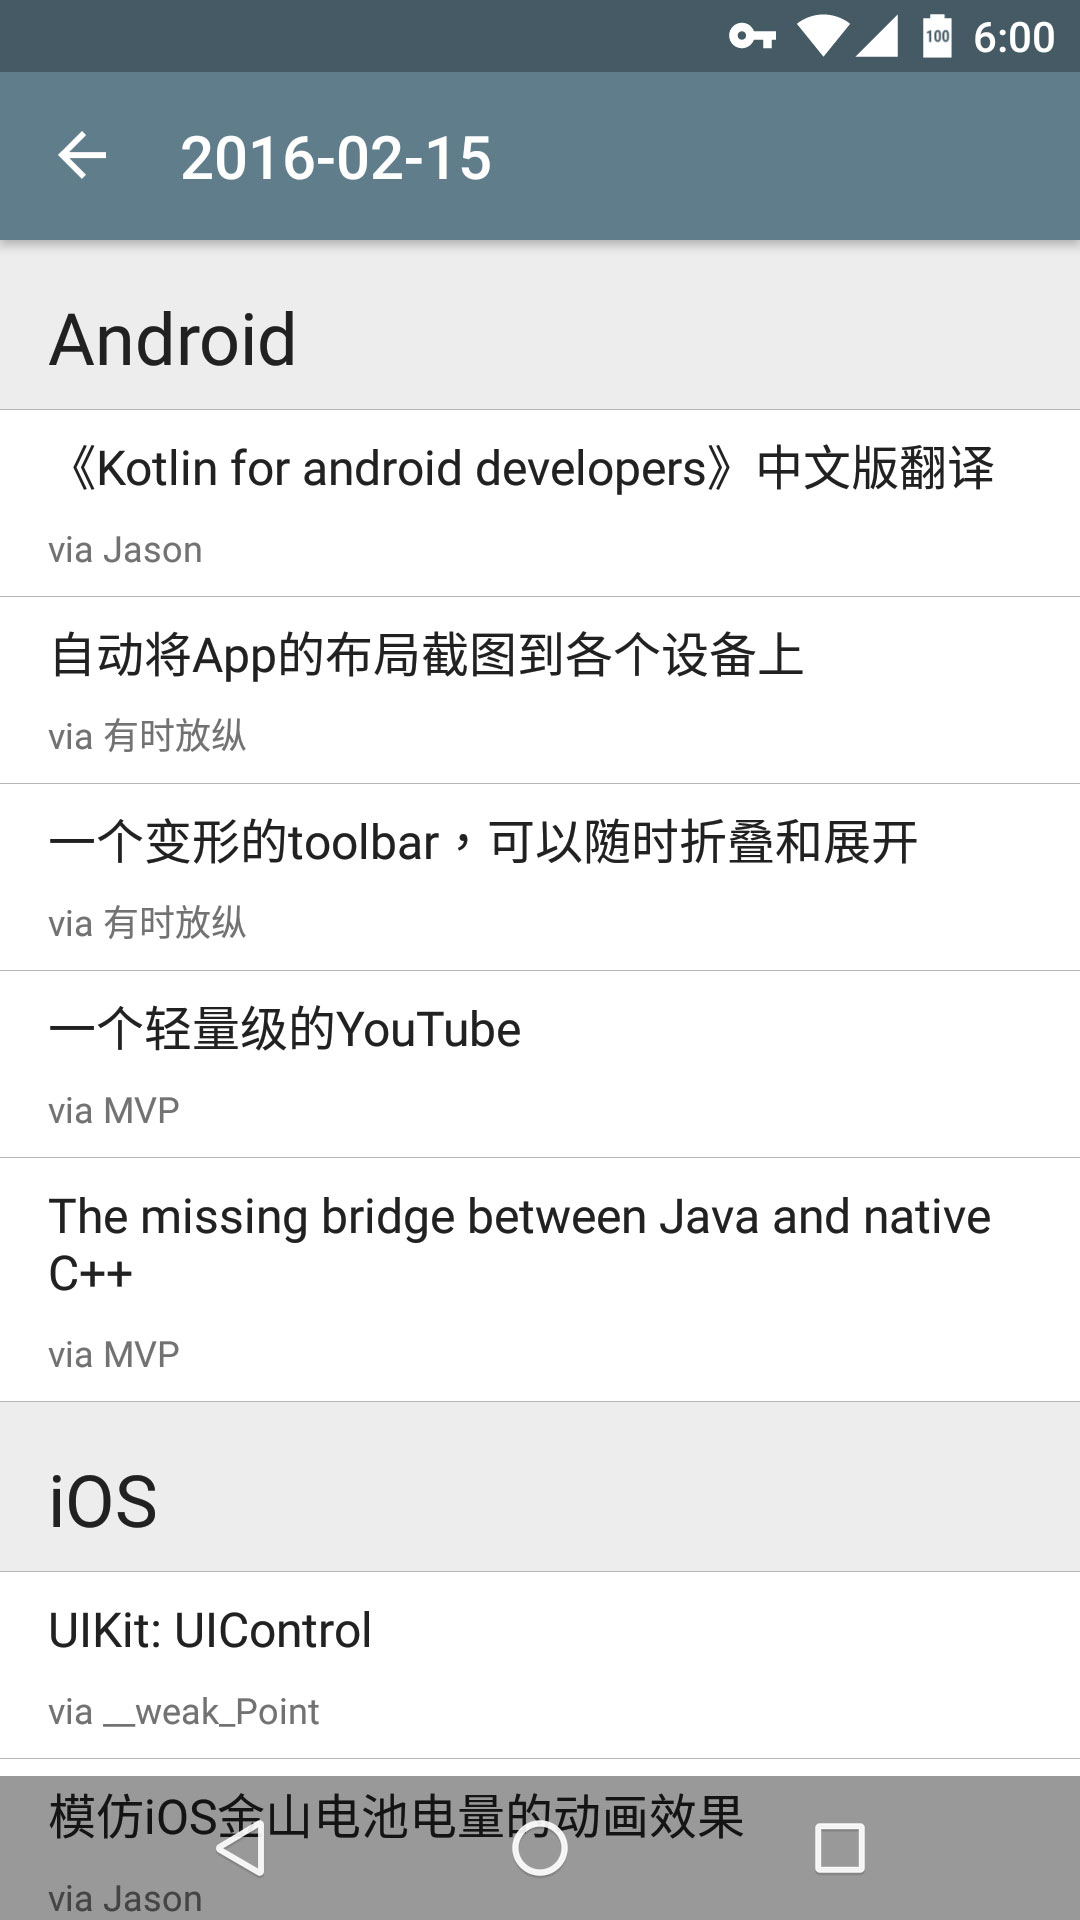 100 6:00
2016-02-15
Android
《Kotlin for android developers》中文版翻译
via Jason
自动将App的布局截图到各个设备上
via 有时放纵
一个变形的toolbar，可以随时折叠和展开
via 有时放纵
一个轻量级的YouTube
via MVP
The missing bridge between Java and native
C++
via MVP
iOS
UIKit: UIControl
via __weak_Point
模仿iOS金山电池电量的动画效果
via Jason